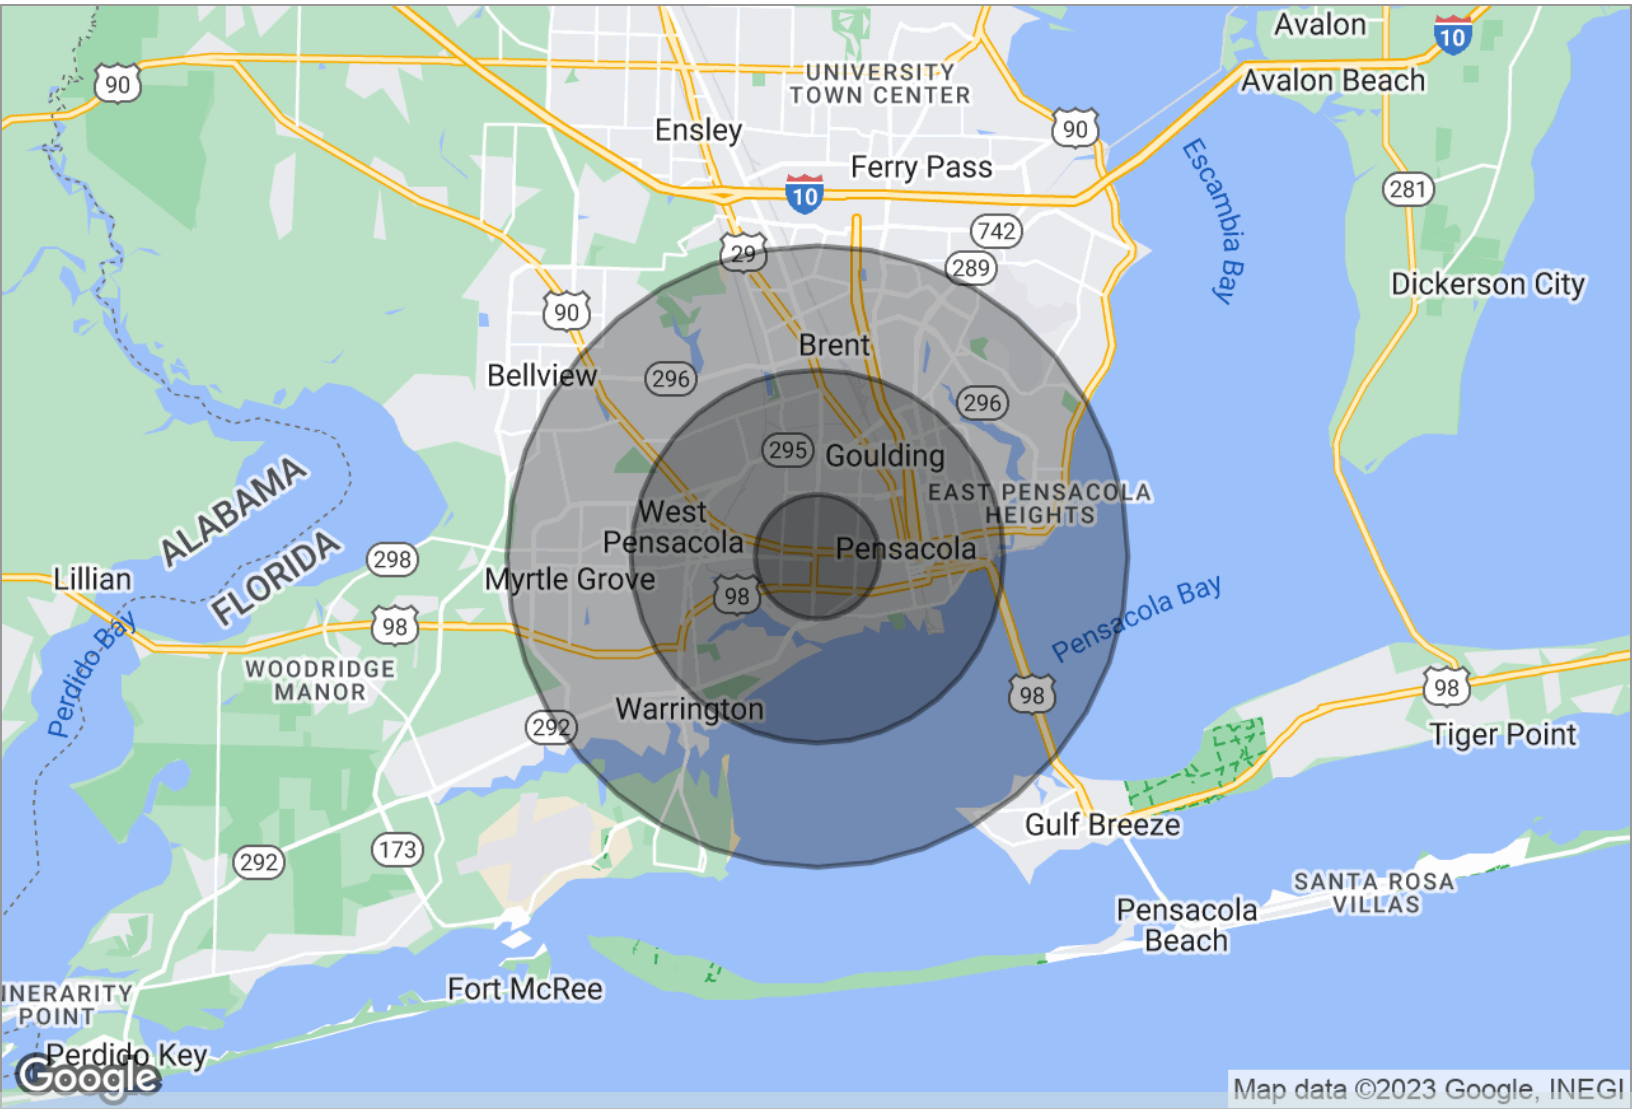 Avalon
10
90
Avalon Beach
UNIVERSITY
TOWN CENTER
Ensley
90
Ferry Pass
Escambia Bay
10
281
742
29
289
Dickerson City
90
Brent
Bellview
296
296
295
Goulding
ALABAMA
EAST PENSACOLA
HEIGHTS
West
Pensacola
Pensacola
298
FLORIDA
Lillian
Myrtle Grove
98
98
Pensacola Bay
Perdido Bay
WOODRIDGE
MANOR
98
98
Warrington
292
Tiger Point
Gulf Breeze
173
292
SANTA ROSA
VILLAS
Pensacola
Beach
Fort McRee
INERARITY
POINT
Perdido Key
Google
Map data ©2023 Google, INEGI